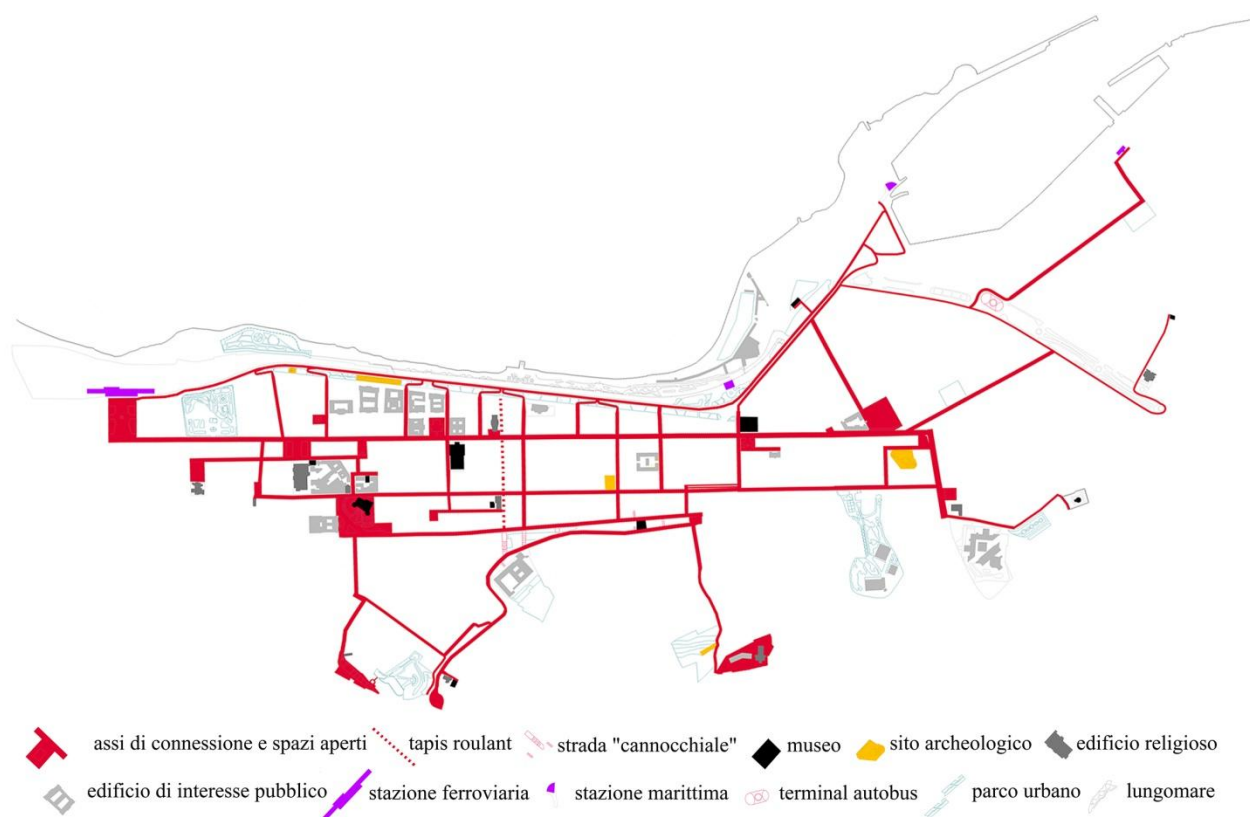 assi di connessione e spazi aperti tapis roulant strada "cannocchiale" museo sito archeologico edificio religioso
edificio di interesse pubblico stazione ferroviaria stazione marittima terminal autobus parco urbano lungomare